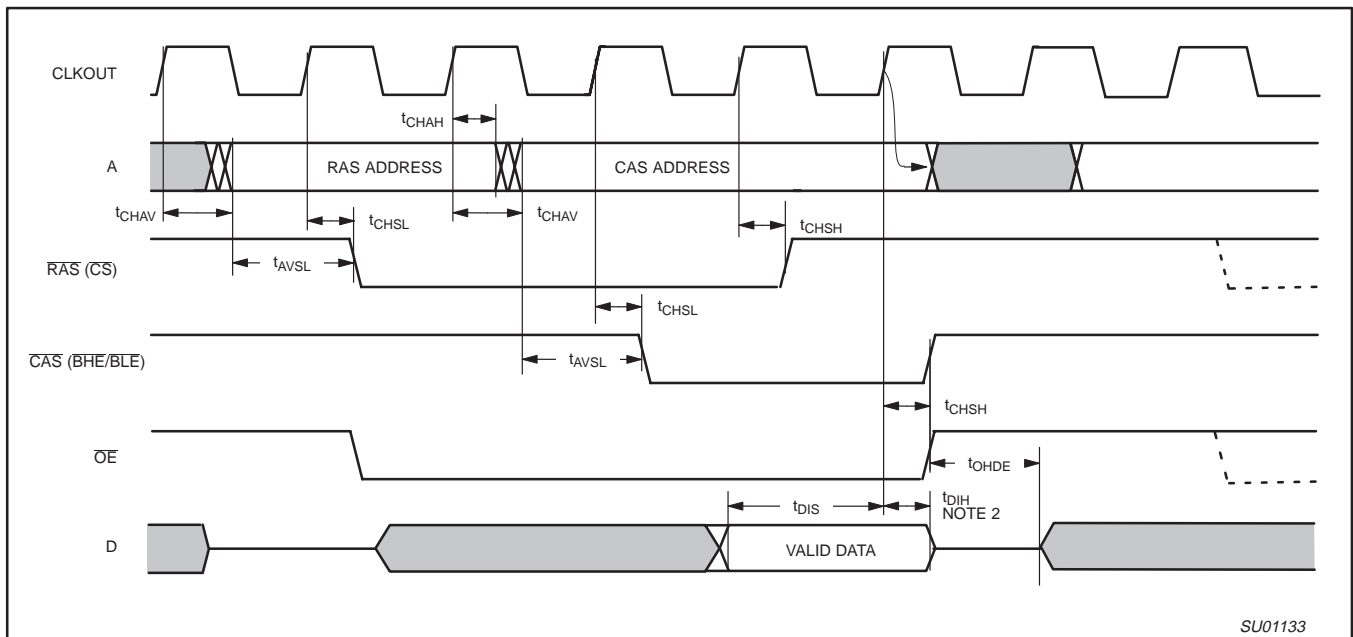 CLKOUT
tCHAH
A
RAS ADDRESS
CAS ADDRESS
tCHAV
tCHSL
tCHAV
tCHSH
RAS (CS)
tAVSL
tCHSL
CAS (BHE/BLE)
tAVSL
tCHSH
OE
tOHDE
tDIS
tDIH
NOTE 2
D
VALID DATA
SU01133